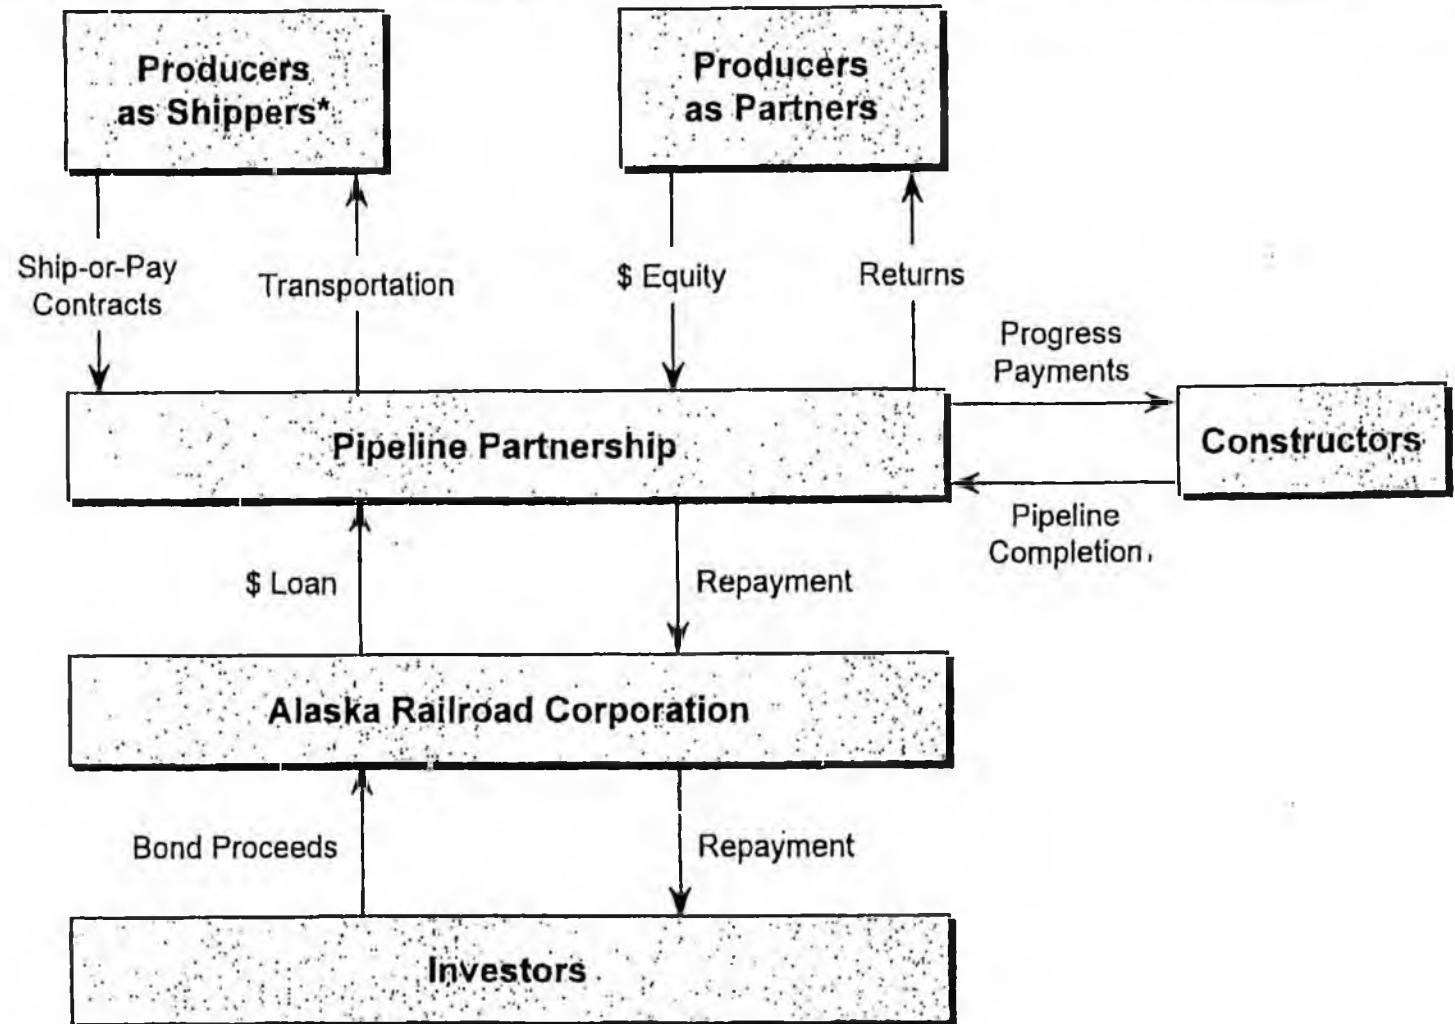 Producers
as Shippers*
Producers
as Partners
Ship-or-Pay
Contracts
Transportation
$ Equity
Returns
Progress
Payments
Pipeline Partnership
Constructors
Pipeline
Completion
$ Loan
Repayment
Alaska Railroad Corporation
Bond Proceeds
Repayment
Investors